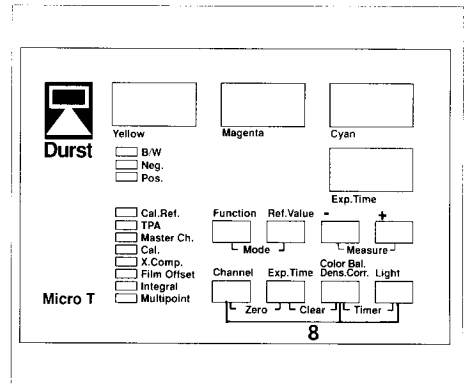 Durst
Yellow
Magenta
Cyan
B/W
Neg.
Pos.
Exp.Time
Cal.Ref.
TPA
Master Ch.
Cal.
X.Comp.
Film Offset
Integral
Multipoint
Function
Ref.Value
-
+
Mode
Measure
Channel
Exp.Time
Color Bal.
Dens.Corr.
Light
Zero
Clear
Timer
Micro T
8